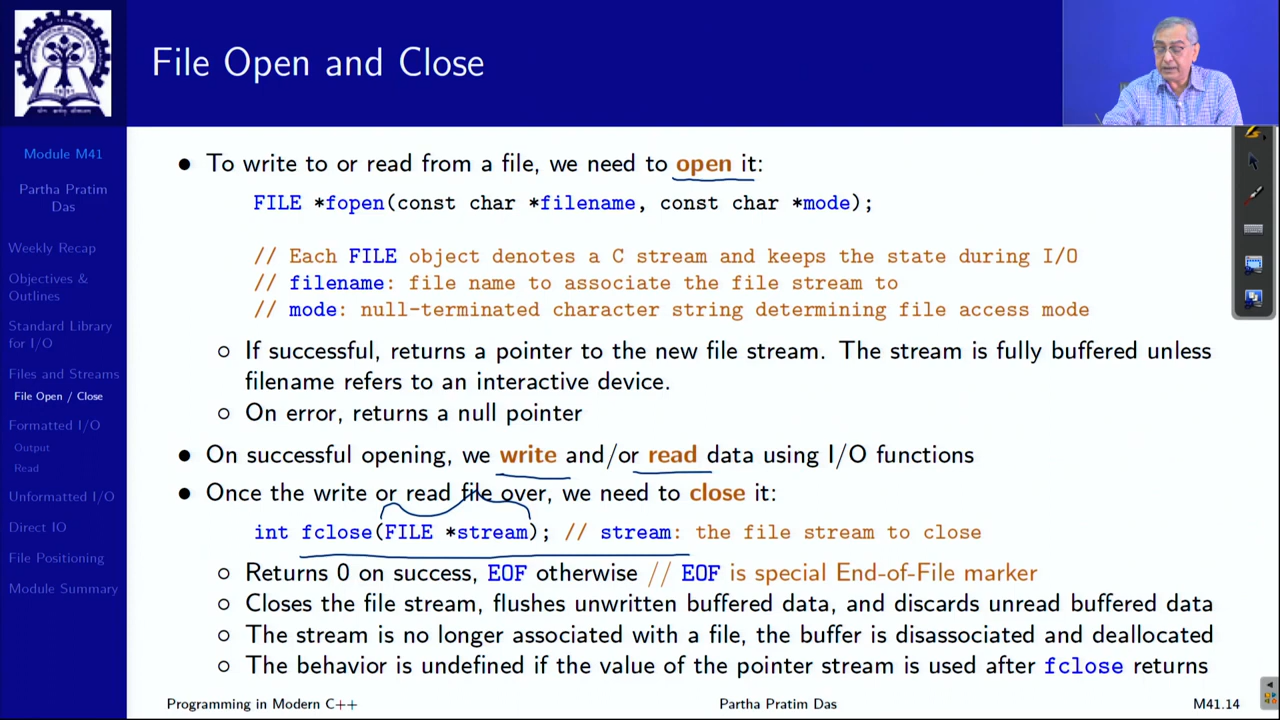 File Open and Close
Module M41
Partha Pratim
Das
Weekly Recap
Objectives &
Outlines
Standard Library
for I/O
Files and Streams
File Open / Close
Formatted I/O
Output
Read
Unformatted I/O
Direct IO
File Positioning
Module Summary
● To write to or read from a file, we need to open it:
FILE *fopen(const char *filename, const char *mode);
// Each FILE object denotes a C stream and keeps the state during I/O
// filename: file name to associate the file stream to
// mode: null-terminated character string determining file access mode
○ If successful, returns a pointer to the new file stream. The stream is fully buffered unless
filename refers to an interactive device.
○ On error, returns a null pointer
● On successful opening, we write and/or read data using I/O functions
● Once the write or read file over, we need to close it:
int fclose(FILE *stream); // stream: the file stream to close
○ Returns 0 on success, EOF otherwise // EOF is special End-of-File marker
○ Closes the file stream, flushes unwritten buffered data, and discards unread buffered data
○ The stream is no longer associated with a file, the buffer is disassociated and deallocated
○ The behavior is undefined if the value of the pointer stream is used after fclose returns
Programming in Modern C++
Partha Pratim Das
M41.14